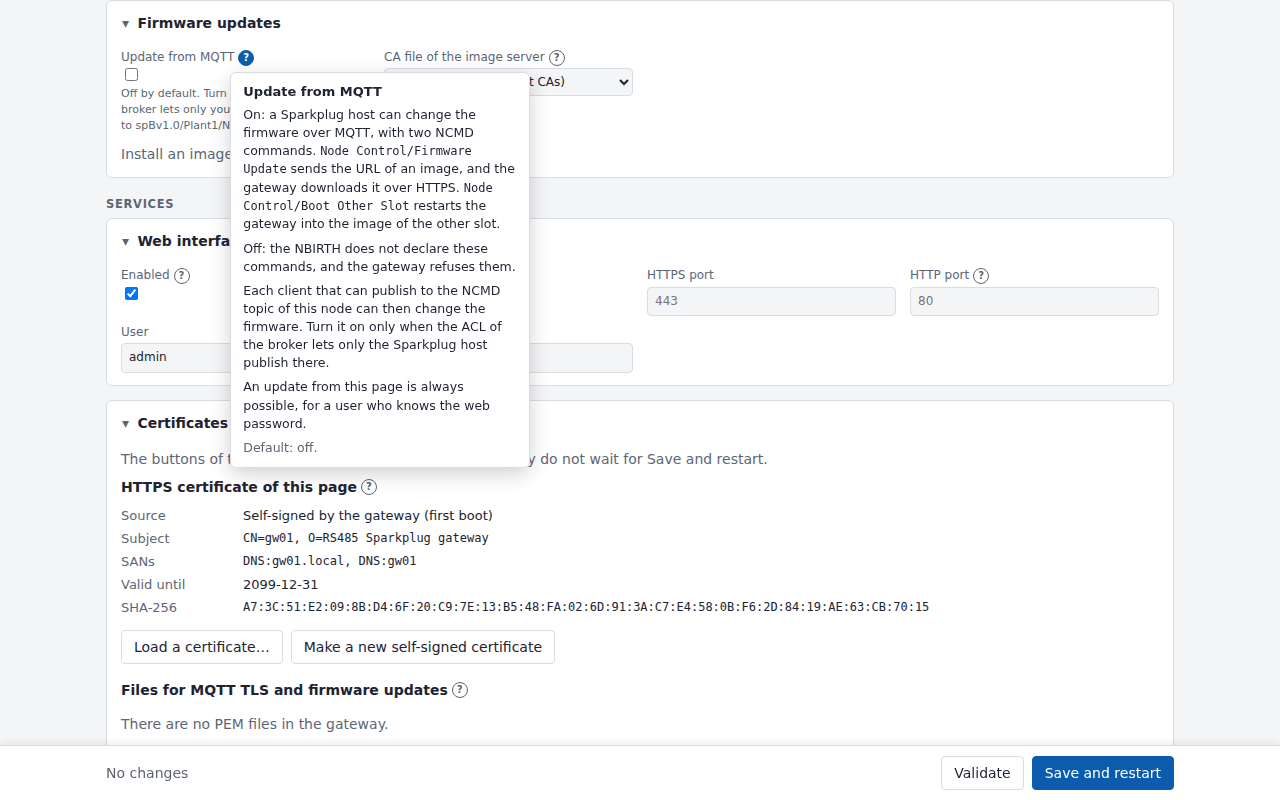 ▼ Firmware updates
Update from MQTT ?
CA file of the image server ?
t CAs)
Off by default. Turn
broker lets only you
to spBv1.0/Plant1/N
Install an image
Update from MQTT
On: a Sparkplug host can change the
firmware over MQTT, with two NCMD
commands. Node Control/Firmware
Update sends the URL of an image, and the
gateway downloads it over HTTPS. Node
Control/Boot Other Slot restarts the
gateway into the image of the other slot.
Off: the NBIRTH does not declare these
commands, and the gateway refuses them.
Each client that can publish to the NCMD
topic of this node can then change the
firmware. Turn it on only when the ACL of
the broker lets only the Sparkplug host
publish there.
An update from this page is always
possible, for a user who knows the web
password.
Default: off.
SERVICES
▼ Web interfa
Enabled ?
HTTPS port
HTTP port ?
443
80
User
admin
▼ Certificates
The buttons of t
y do not wait for Save and restart.
HTTPS certificate of this page ?
Source Self-signed by the gateway (first boot)
Subject CN=gw01, O=RS485 Sparkplug gateway
SANs DNS:gw01.local, DNS:gw01
Valid until 2099-12-31
SHA-256 A7:3C:51:E2:09:8B:D4:6F:20:C9:7E:13:B5:48:FA:02:6D:91:3A:C7:E4:58:0B:F6:2D:84:19:AE:63:CB:70:15
Load a certificate…
Make a new self-signed certificate
Files for MQTT TLS and firmware updates ?
There are no PEM files in the gateway.
No changes
Validate
Save and restart